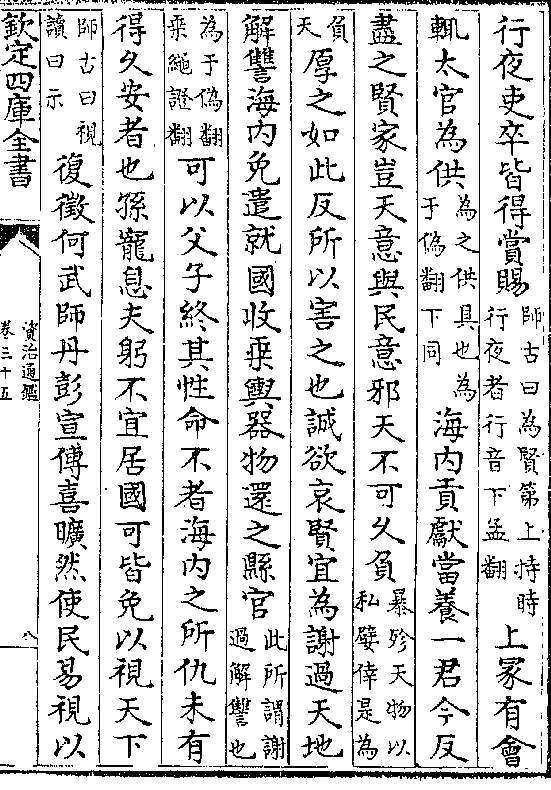 行夜吏卒皆得賞賜師古曰為賢第上持時行夜者行音下孟翻上冢有會
輒太官為供為之供具也為于偽翻下同海内貢獻當養一君今反
盡之賢家豈天意與民意邪天不可久負暴殄天物以私嬖倖是為
負天厚之如此反所以害之也誠欲哀賢宜為謝過天地
解讐海内免遣就國收乘輿器物還之縣官此所謂謝過解讐也
為于偽翻乘繩證翻可以父子終其性命不者海内之所仇未有
得久安者也孫寵息夫躬不宜居國可皆免以視天下
師古曰視讀曰示復徵何武師丹彭宣傅喜曠然使民易視以
欽定四庫全書
資治通鑑
卷三十五
八